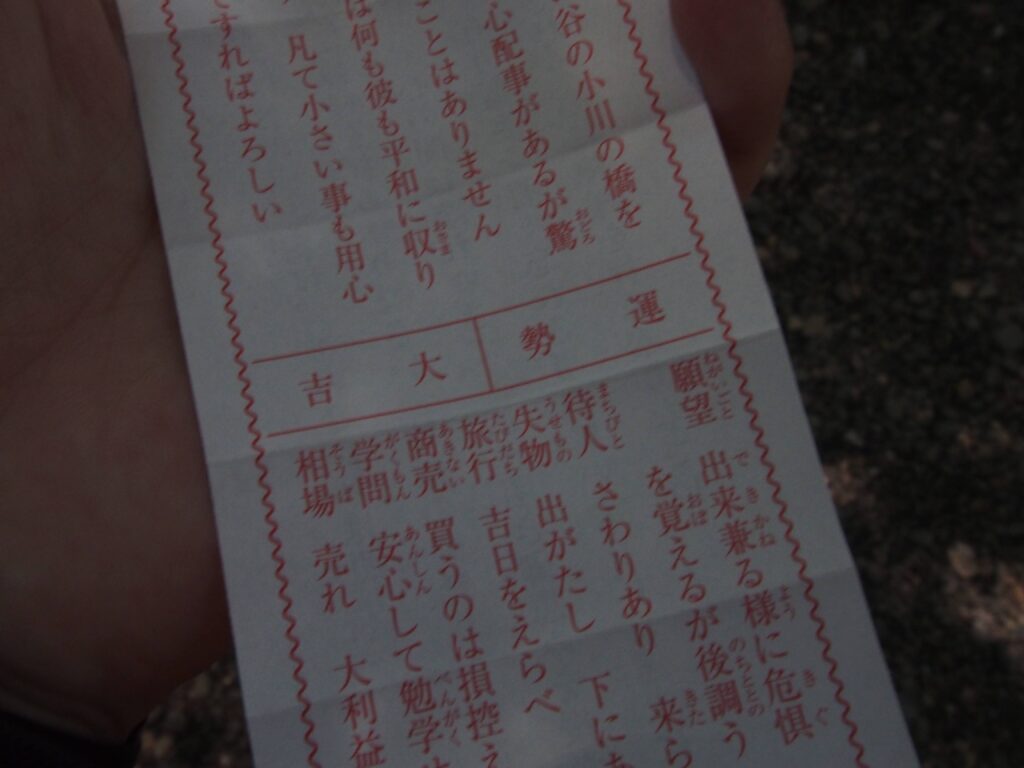 谷の小川の橋を
心配事があるが驚
ことはありません
は何も彼も平和に収り
凡て小さい事も用心
すればよろしい
運勢 大吉
願望 出来兼る様に危惧
を覚えるが後調う
待人 さわりあり 来ら
失物 出がたし 下にあ
旅行 吉日をえらべ
商売 買うのは損控え
学問 安心して勉学
相場 売れ 大利益